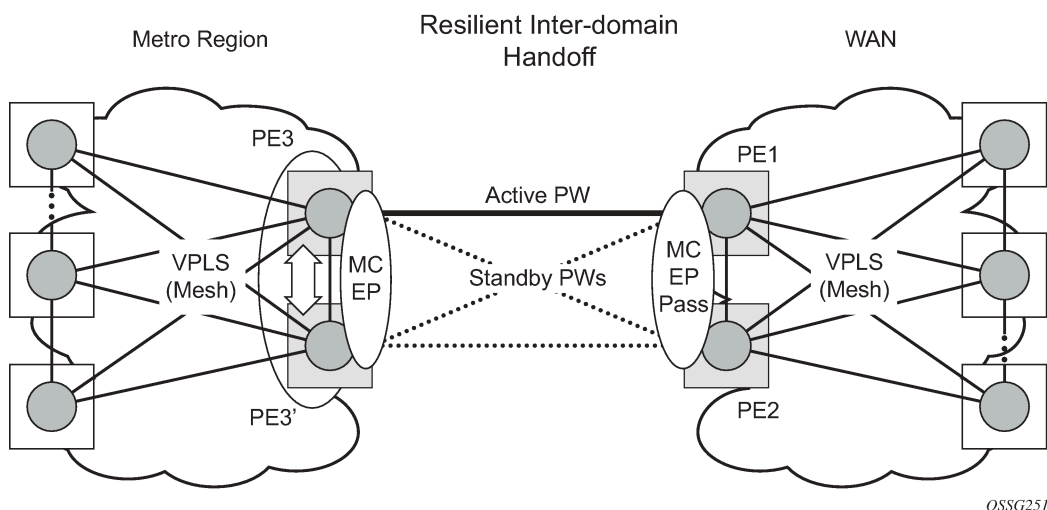 Resilient Inter-domain
Handoff
Metro Region
WAN
PE3
PE1
Active PW
MC
EP
VPLS
(Mesh)
Standby PWs
MC
EP
Pass
VPLS
(Mesh)
PE3’
PE2
OSSG251